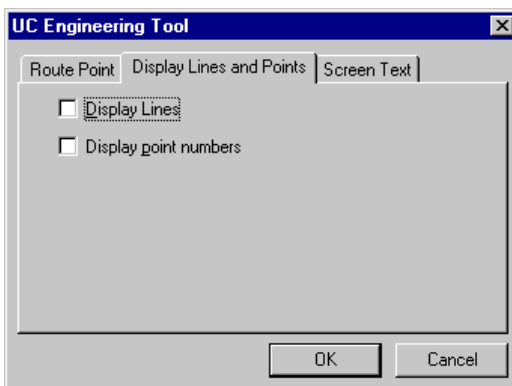 UC Engineering Tool
Route Point Display Lines and Points Screen Text
Display Lines
Display point numbers
OK Cancel